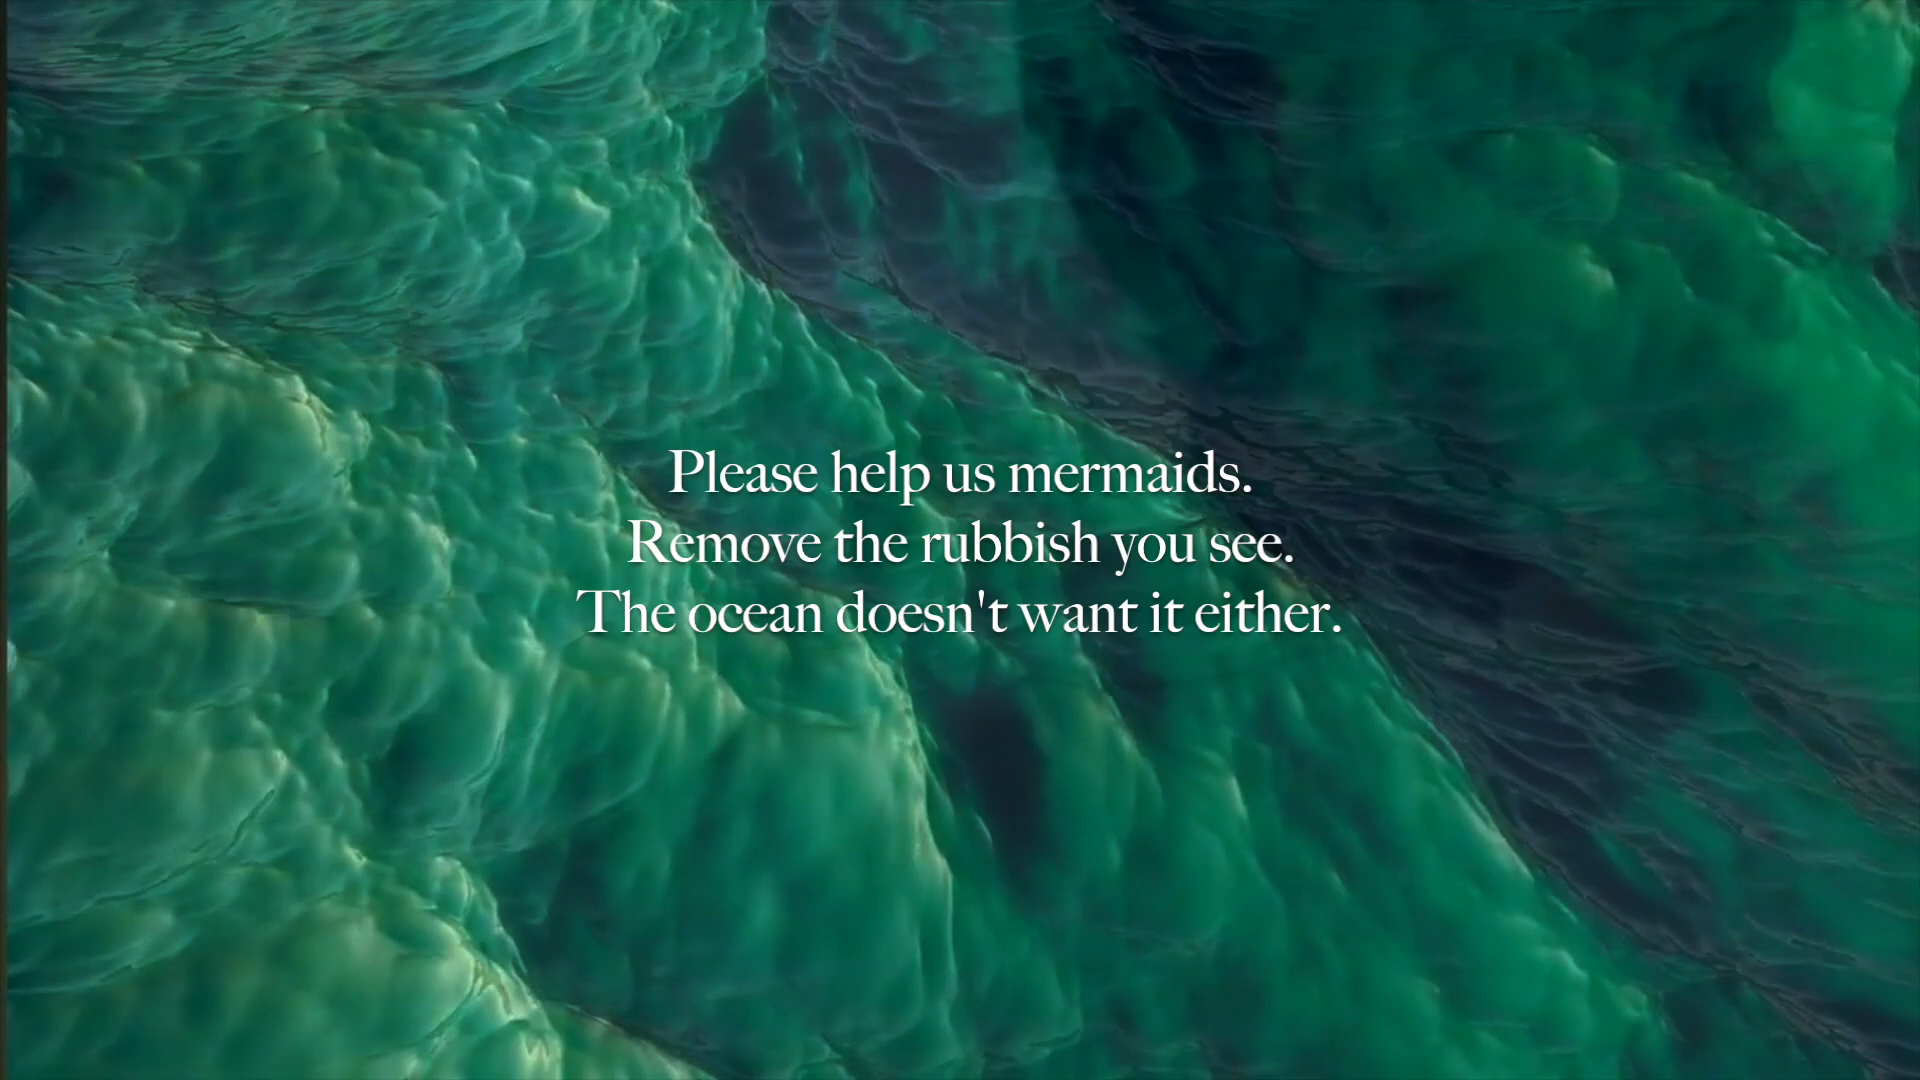 Please help us mermaids.
Remove the rubbish you see.
The ocean doesn't want it either.